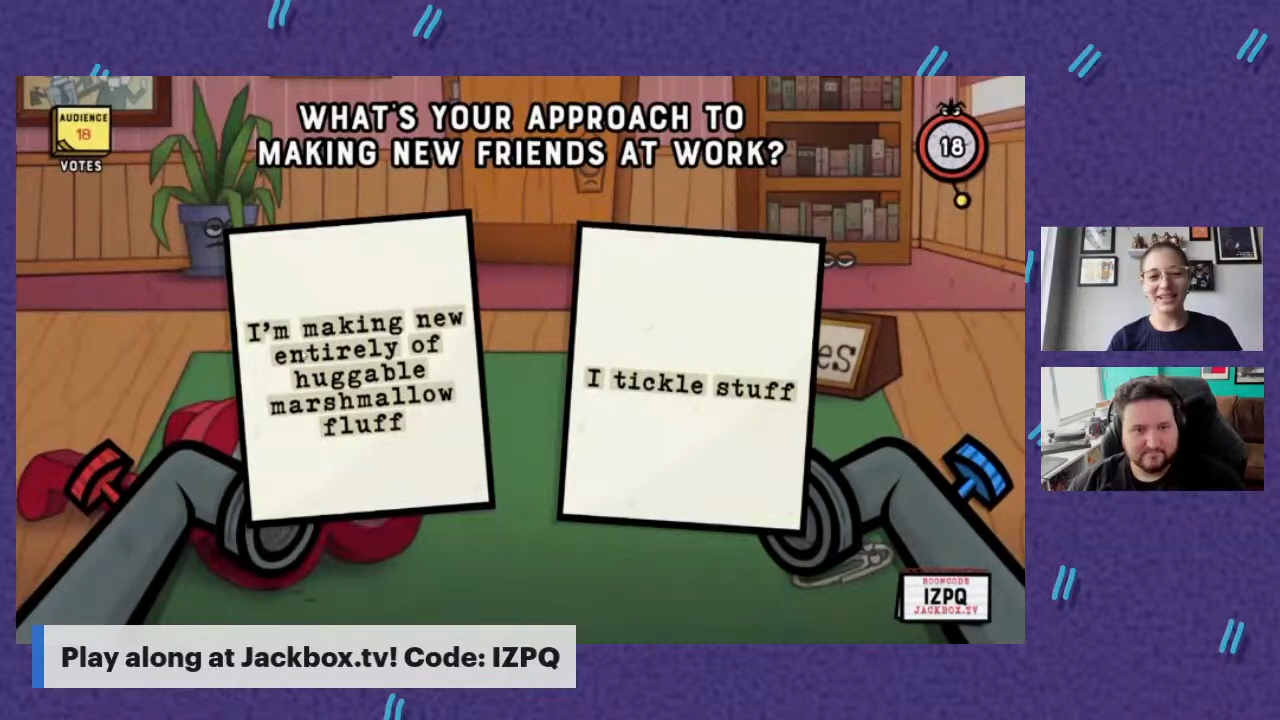 AUDIENCE
18
VOTES
WHAT'S YOUR APPROACH TO
MAKING NEW FRIENDS AT WORK?
18
I'm making new
entirely of
huggable
marshmallow
fluff
I tickle stuff
ES
ROOMCODE
IZPQ
JACKBOX.TV
Play along at Jackbox.tv! Code: IZPQ